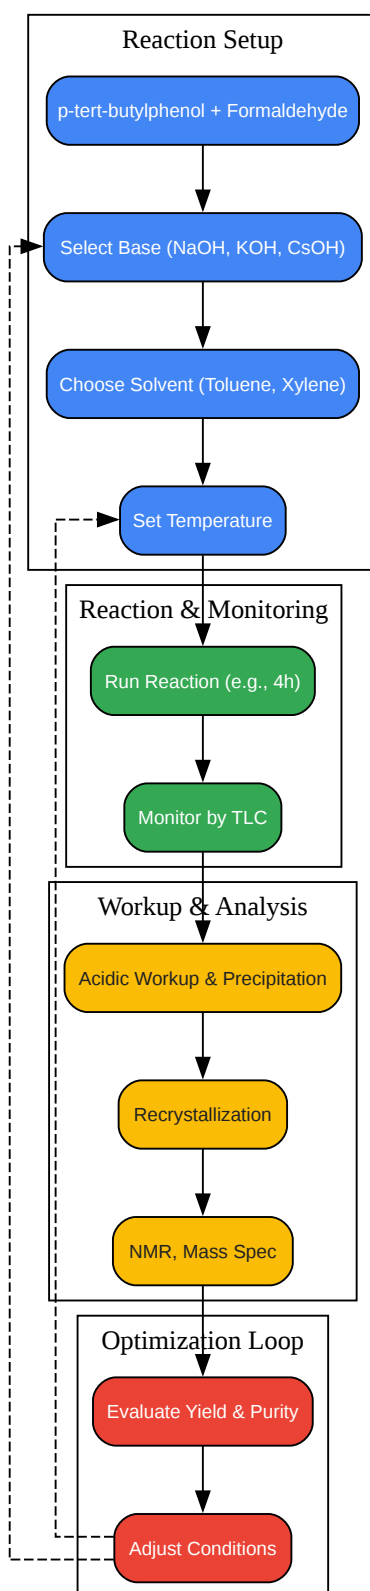 Reaction Setup
p-tert-butylphenol + Formaldehyde
Select Base (NaOH, KOH, CsOH)
Choose Solvent (Toluene, Xylene)
Set Temperature
Reaction & Monitoring
Run Reaction (e.g., 4h)
Monitor by TLC
Workup & Analysis
Acidic Workup & Precipitation
Recrystallization
NMR, Mass Spec
Optimization Loop
Evaluate Yield & Purity
Adjust Conditions